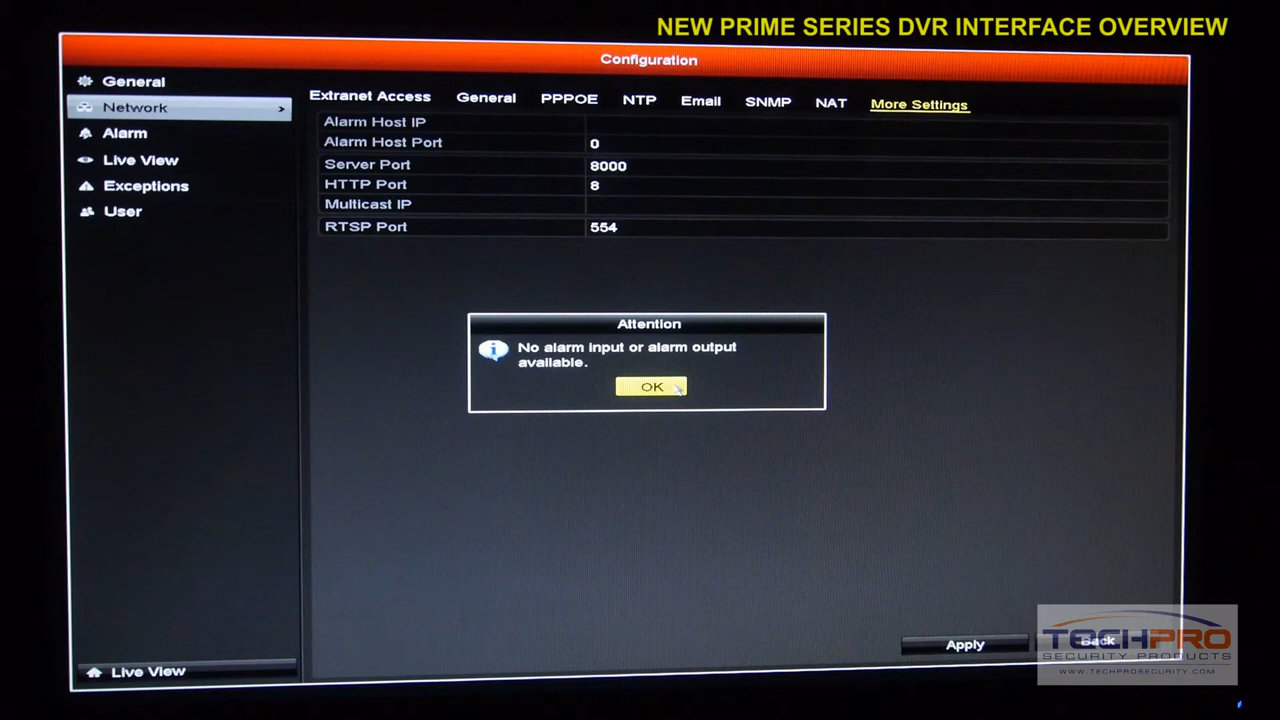 NEW PRIME SERIES DVR INTERFACE OVERVIEW
Configuration
General
Network >
Alarm
Live View
Exceptions
User
Extranet Access General PPPOE NTP Email SNMP NAT More Settings
Alarm Host IP
Alarm Host Port 0
Server Port 8000
HTTP Port 8
Multicast IP
RTSP Port 554
Attention
No alarm input or alarm output
available.
OK
Live View
Apply
Back
TECHPRO
SECURITY PRODUCTS
WWW.TECHPROSECURITY.COM